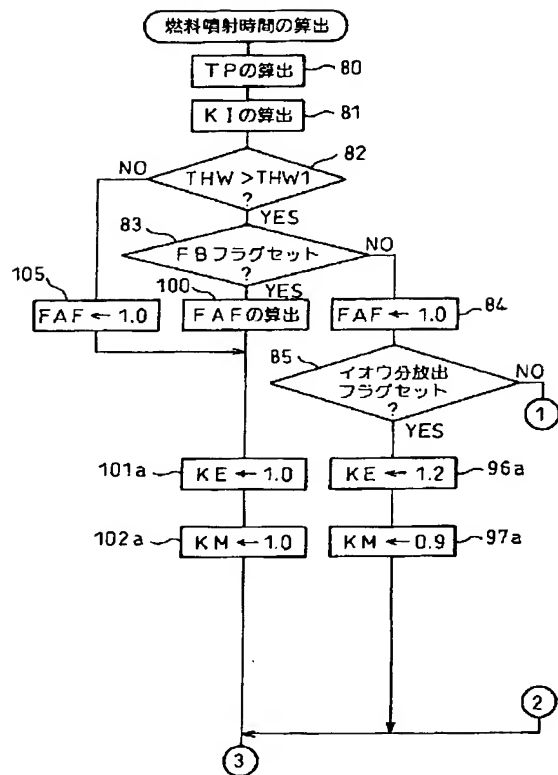 燃料噴射時間の算出
TPの算出 80
KIの算出 81
82
NO THW>THW1
?
YES
83 FBフラグセット NO
?
YES
105 FAF←1.0
100 FAFの算出
FAF←1.0 84
85 イオウ分放出 NO
フラグセット
?
YES
1
101a KE←1.0
KE←1.2 96a
102a KM←1.0
KM←0.9 97a
2
3